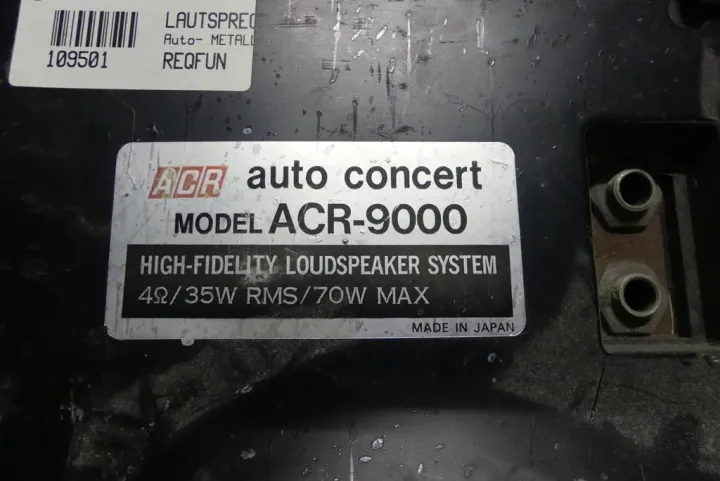 LAUTSPREC
Auto- METALL
109501 REQFUN
ACR auto concert
MODEL ACR-9000
HIGH-FIDELITY LOUDSPEAKER SYSTEM
4Ω/35W RMS/70W MAX
MADE IN JAPAN